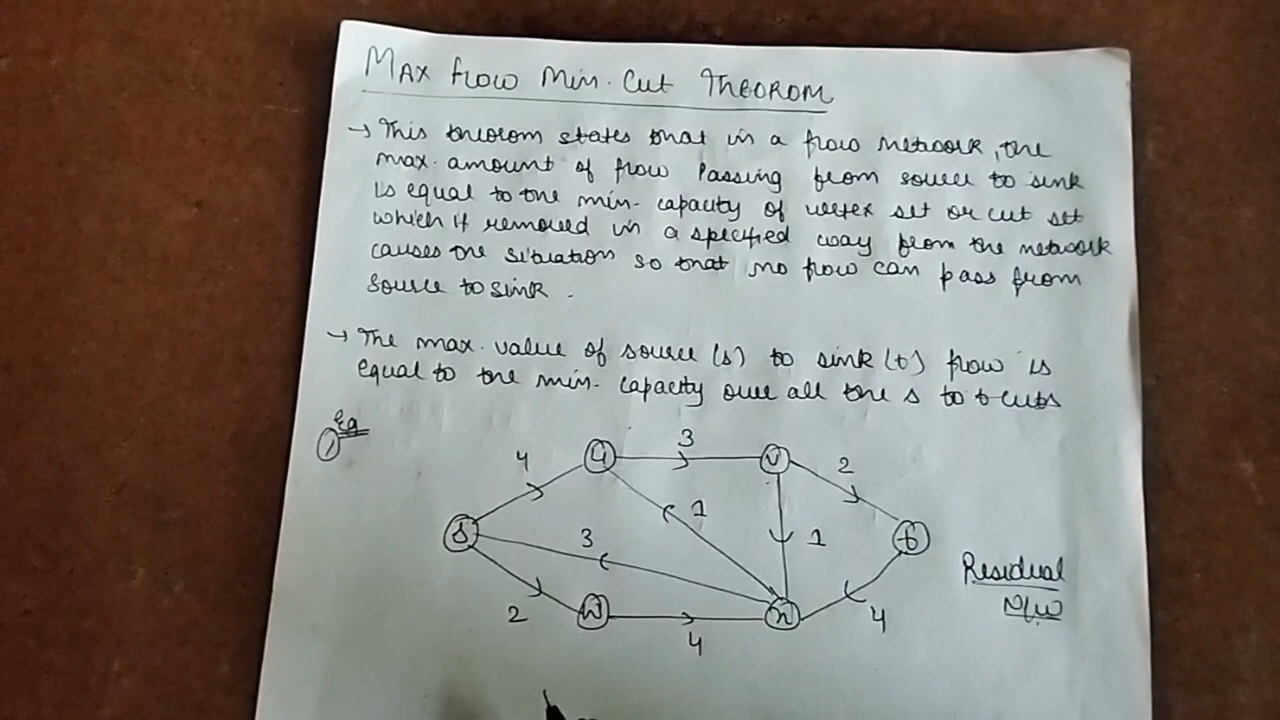 MAX flow Min. Cut THEOROM
→ This theorom states that in a flow network, the
max. amount of flow Passing from source to sink
is equal to the min. capacity of vertex set or cut set
which if removed in a specified way from the network
causes the situation so that no flow can pass from
source to sink.
→ The max. value of source (s) to sink (t) flow is
equal to the min. capacity over all the s to t cuts
Eg
1)
u 3 v
4 2
1
s 3 1 t
Residual
N/w
2 w 4 x 4